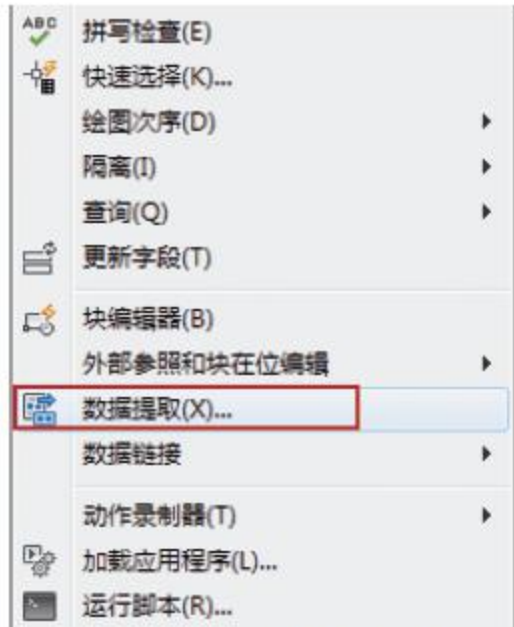 ABC
拼写检查(E)
快速选择(K)...
绘图次序(D)
隔离(I)
查询(Q)
更新字段(T)
块编辑器(B)
外部参照和块在位编辑
数据提取(X)...
数据链接
动作录制器(T)
加载应用程序(L)...
运行脚本(R)...